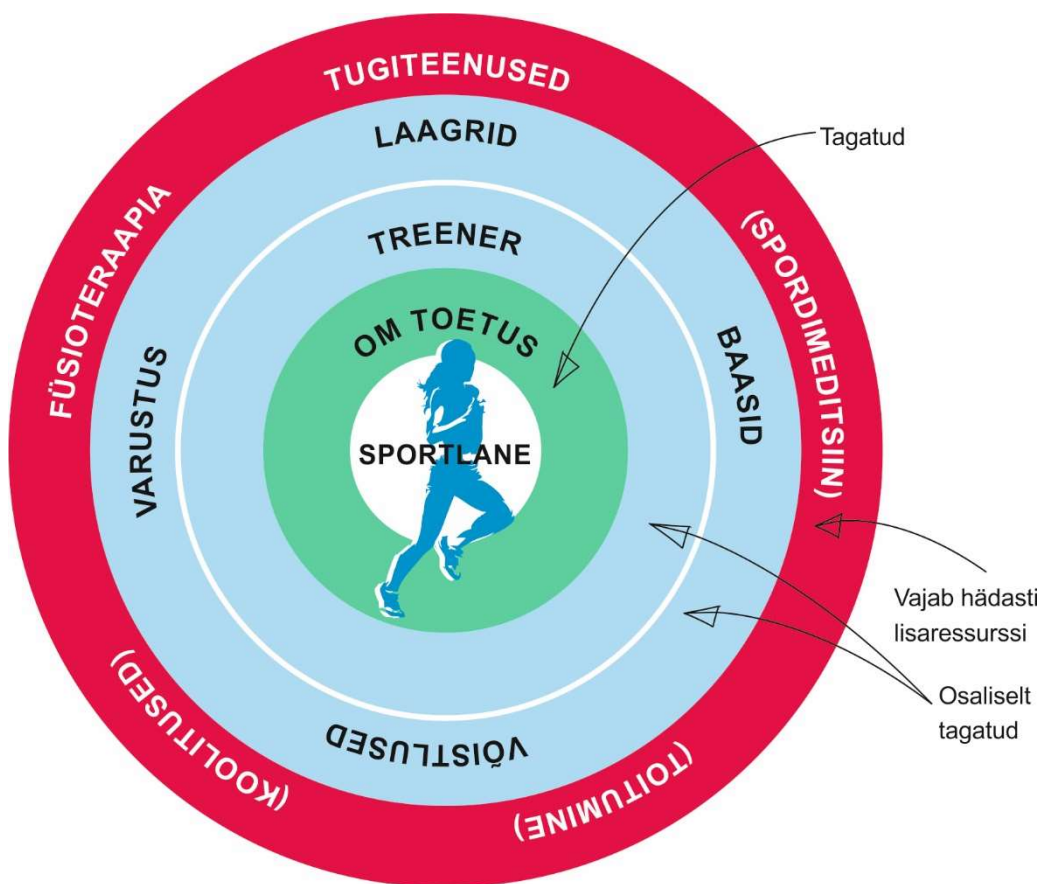 TUGITEENUSED
LAAGRID
Tagatud
TREENER
FÜSIOTERAAPIA
(SPORDIMEDITSIIN)
OM TOETUS
VARUSTUS
BAASID
SPORTLANE
Vajab hädasti
lisaressurssi
Osaliselt
tagatud
VÕISTLUSED
(KOOLITUSED)
(TOITUMINE)